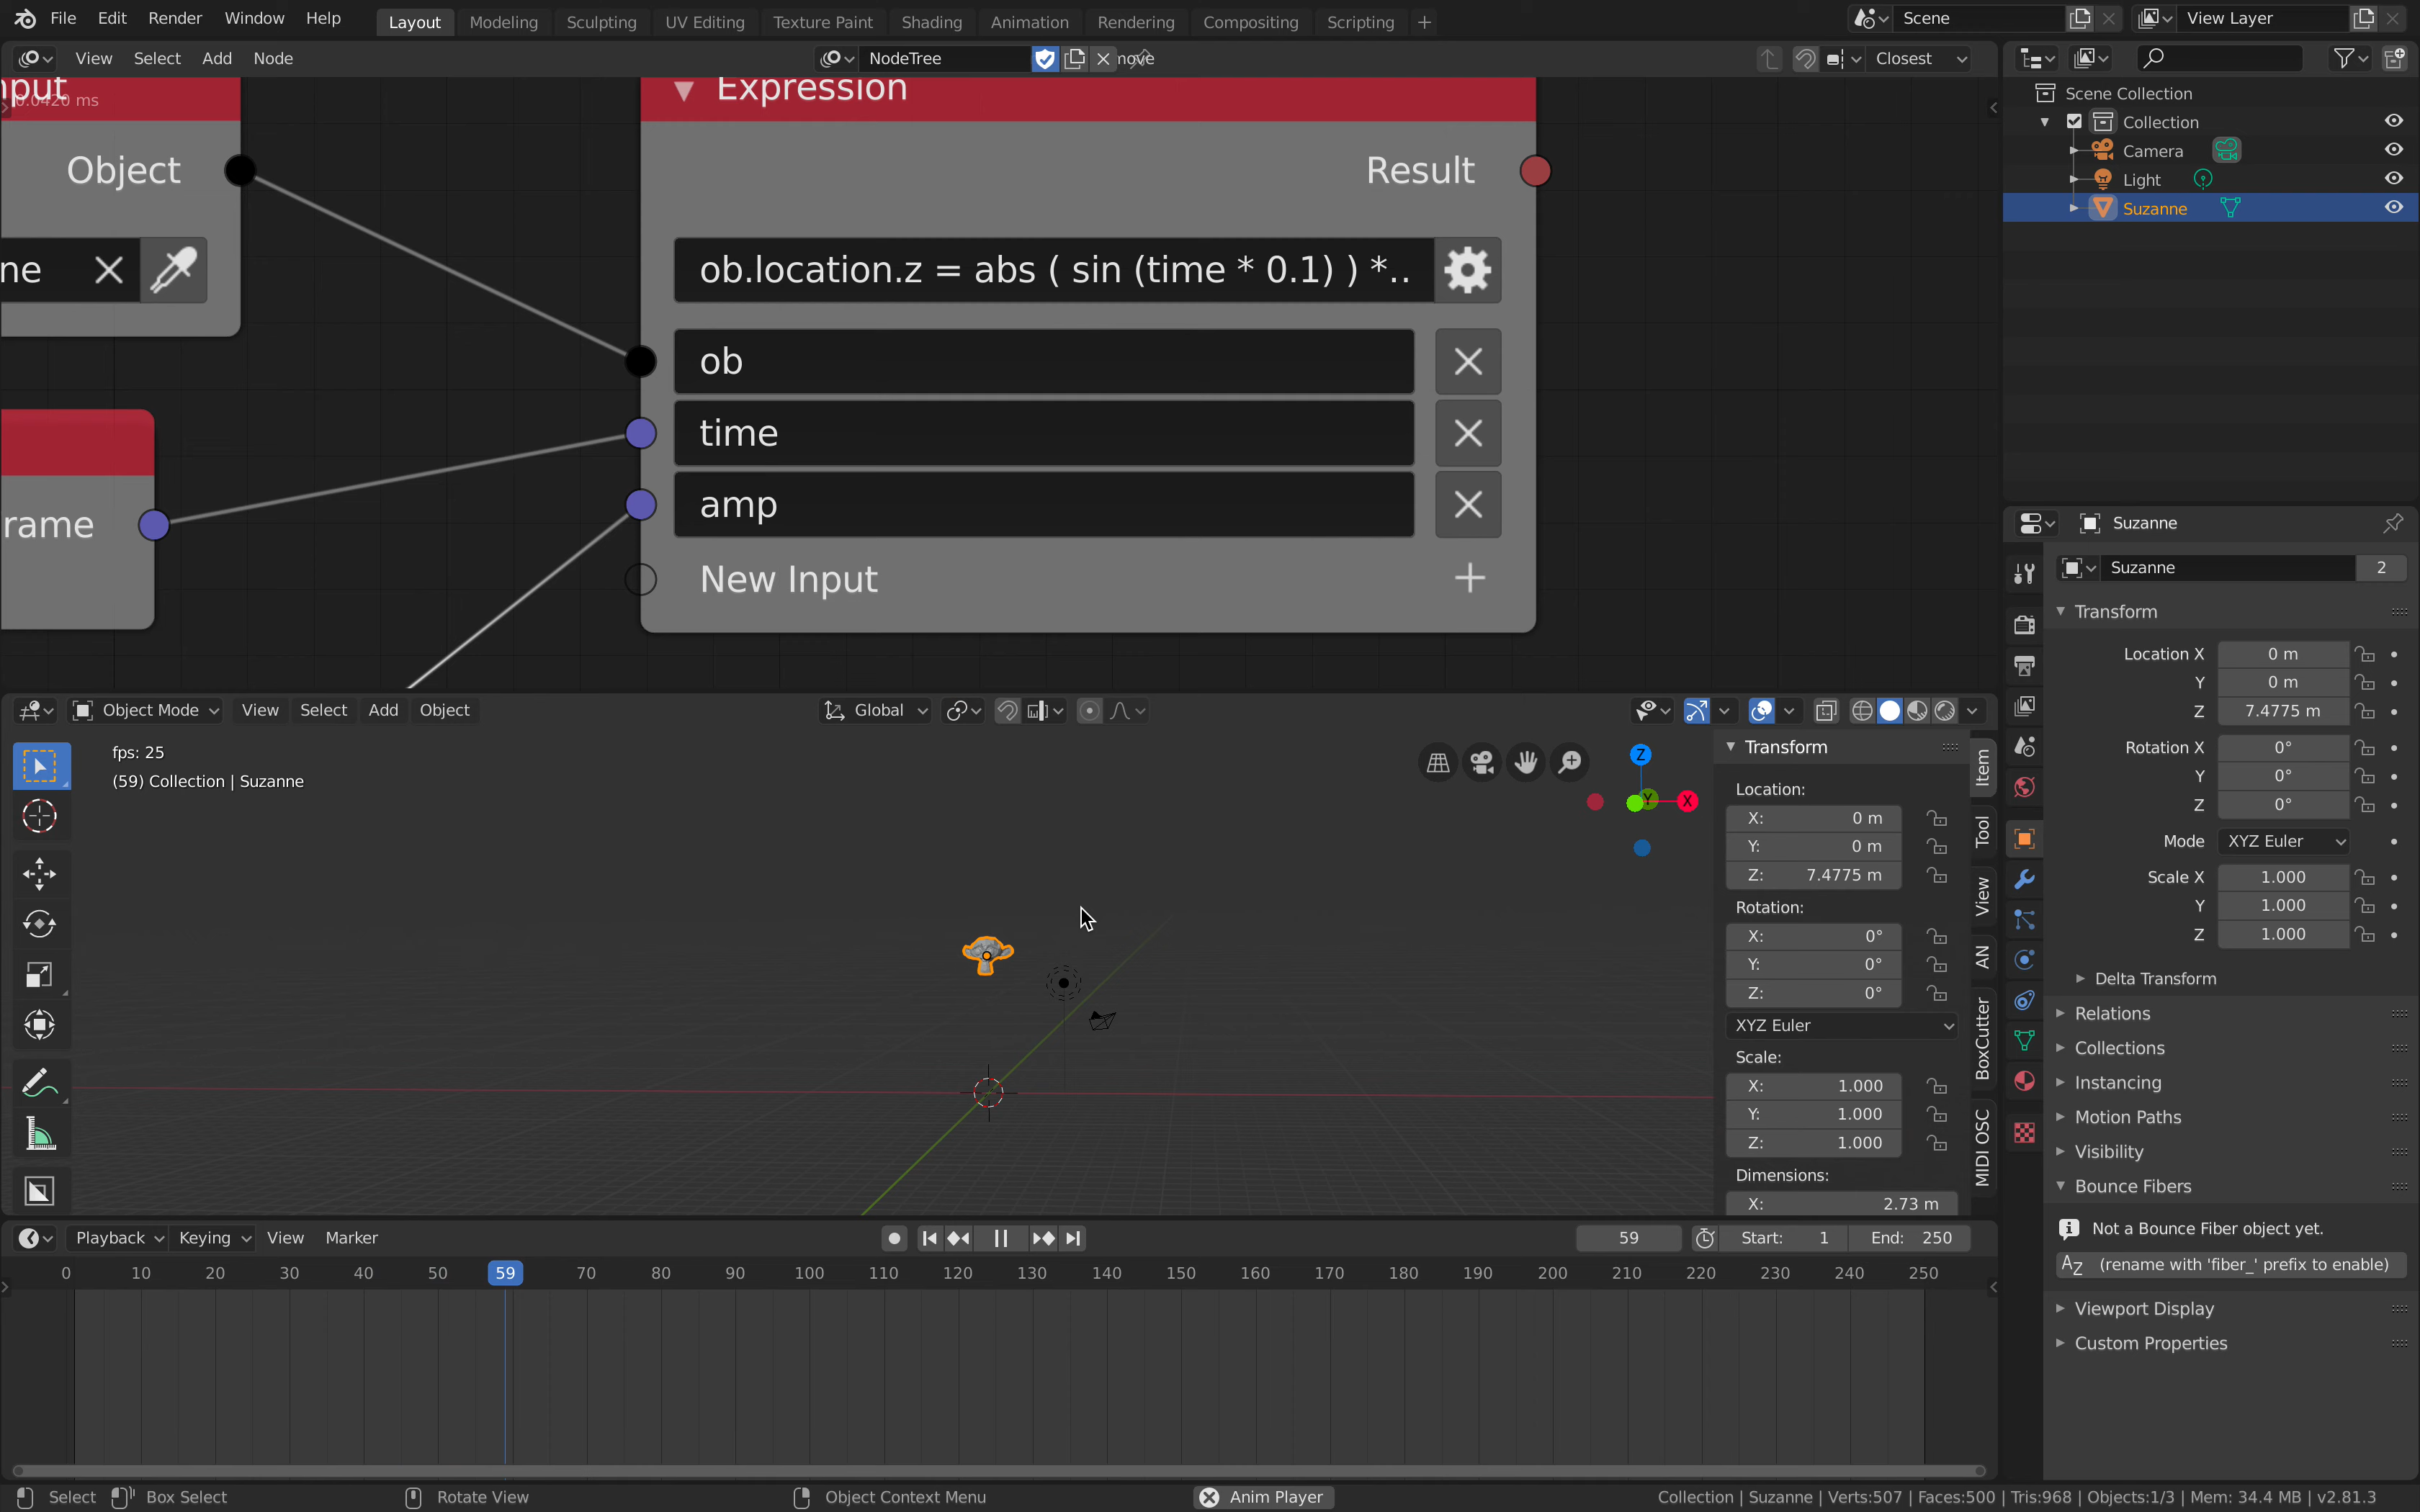 File Edit Render Window Help Layout Modeling Sculpting UV Editing Texture Paint Shading Animation Rendering Compositing Scripting + Scene View Layer
View Select Add Node NodeTree move Closest
nput Expression
0.0420 ms
Object Result
ne ob.location.z = abs ( sin (time * 0.1) ) *..
ob
time
amp
rame
New Input
Scene Collection
Collection
Camera
Light
Suzanne
Suzanne
Suzanne 2
Transform
Location X 0 m
Y 0 m
Z 7.4775 m
Rotation X 0°
Y 0°
Z 0°
Mode XYZ Euler
Scale X 1.000
Y 1.000
Z 1.000
Delta Transform
Relations
Collections
Instancing
Motion Paths
Visibility
Bounce Fibers
Not a Bounce Fiber object yet.
AZ (rename with 'fiber_' prefix to enable)
Viewport Display
Custom Properties
Object Mode View Select Add Object Global
fps: 25
(59) Collection | Suzanne
Z
Y X
Transform
Location:
X: 0 m
Y: 0 m
Z: 7.4775 m
Rotation:
X: 0°
Y: 0°
Z: 0°
XYZ Euler
Scale:
X: 1.000
Y: 1.000
Z: 1.000
Dimensions:
X: 2.73 m
Item
Tool
View
AN
BoxCutter
MIDI OSC
Playback Keying View Marker 59 Start: 1 End: 250
0 10 20 30 40 50 59 70 80 90 100 110 120 130 140 150 160 170 180 190 200 210 220 230 240 250
Select Box Select Rotate View Object Context Menu Anim Player Collection | Suzanne | Verts:507 | Faces:500 | Tris:968 | Objects:1/3 | Mem: 34.4 MB | v2.81.3